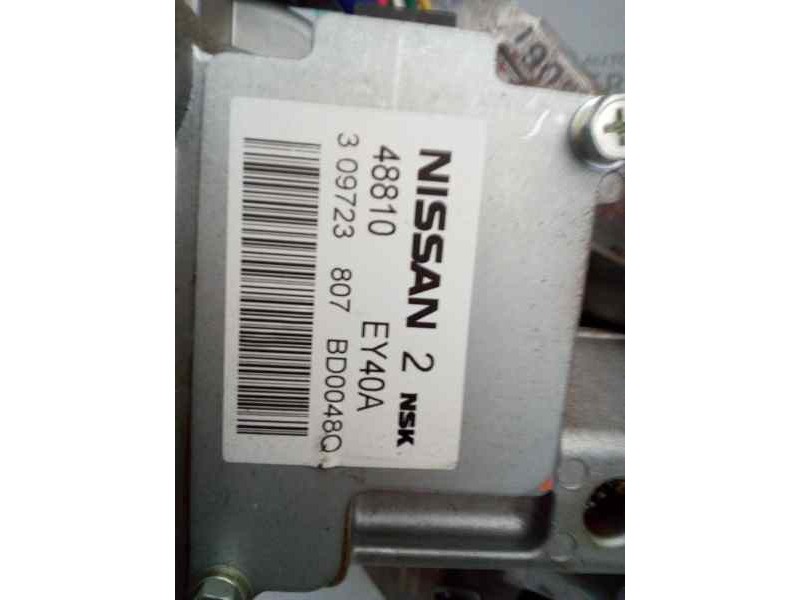 NISSAN 2 NSK
48810 EY40A
3 09723 807 BD0048Q